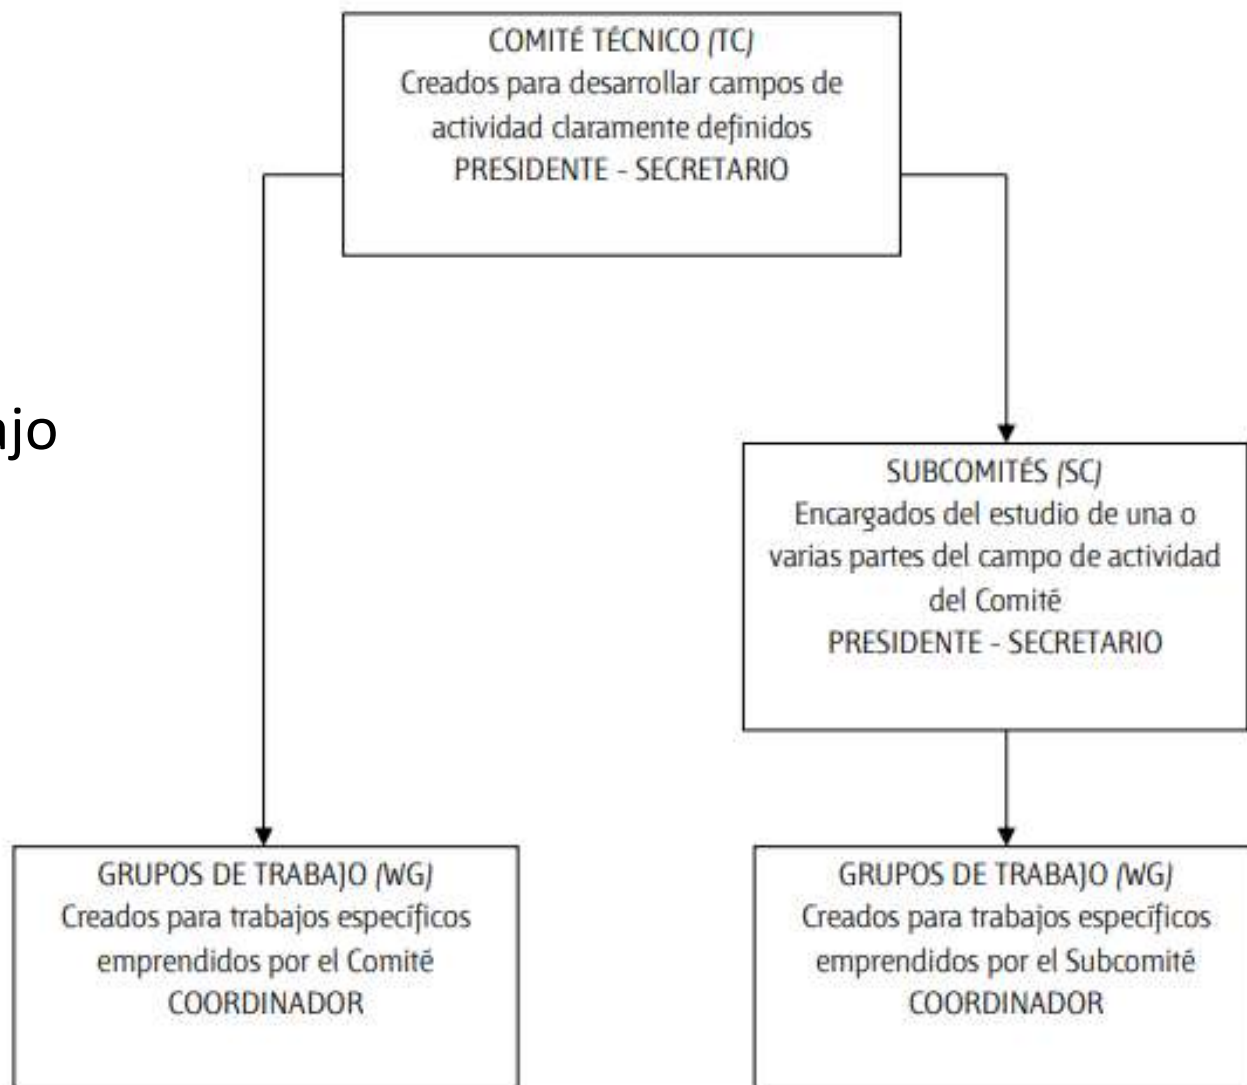 COMITÉ TÉCNICO (TC)
Creados para desarrollar campos de
actividad claramente definidos
PRESIDENTE - SECRETARIO
ajo
SUBCOMITÉS (SC)
Encargados del estudio de una o
varias partes del campo de actividad
del Comité
PRESIDENTE - SECRETARIO
GRUPOS DE TRABAJO (WG)
Creados para trabajos específicos
emprendidos por el Comité
COORDINADOR
GRUPOS DE TRABAJO (WG)
Creados para trabajos específicos
emprendidos por el Subcomité
COORDINADOR